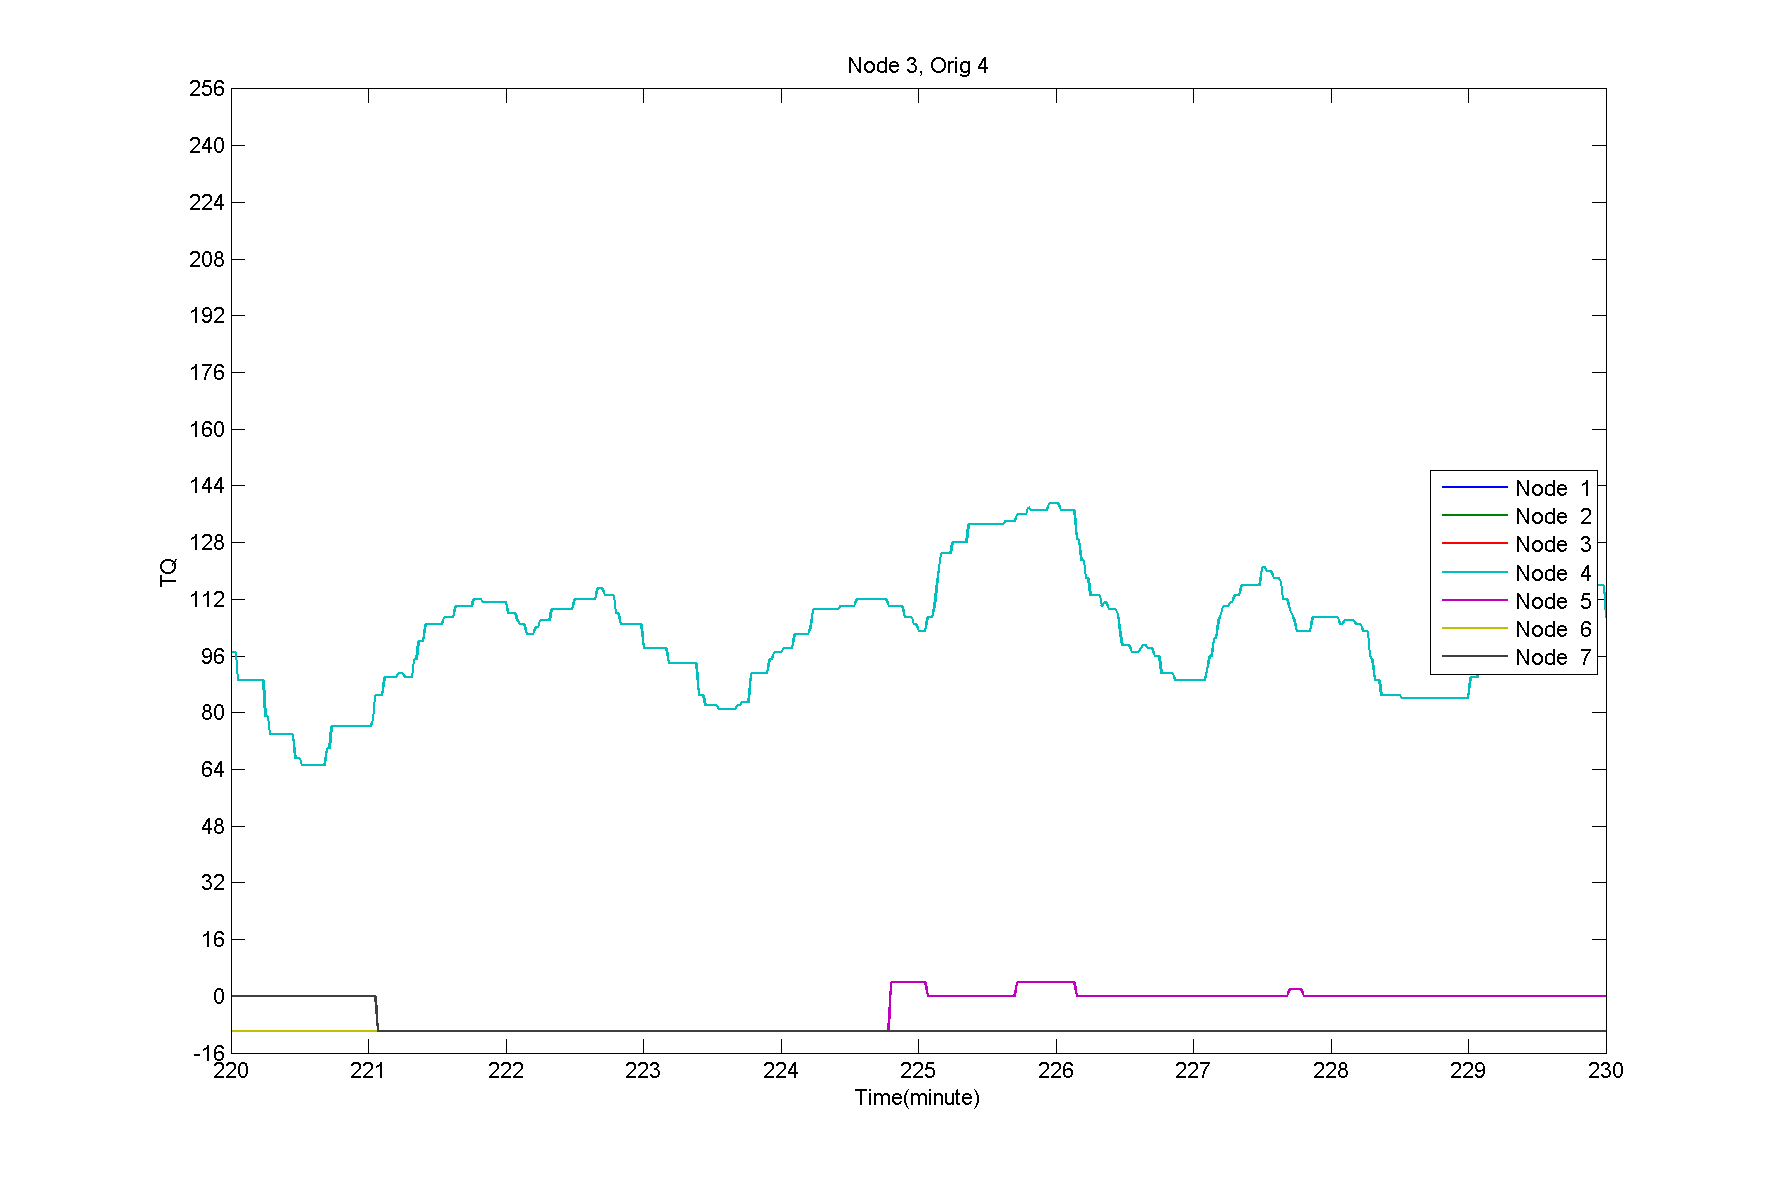 Node 3, Orig 4
256
240
224
208
192
176
160
144
128
112
96
80
64
48
32
16
0
-16
TQ
Node 1
Node 2
Node 3
Node 4
Node 5
Node 6
Node 7
220 221 222 223 224 225 226 227 228 229 230
Time(minute)